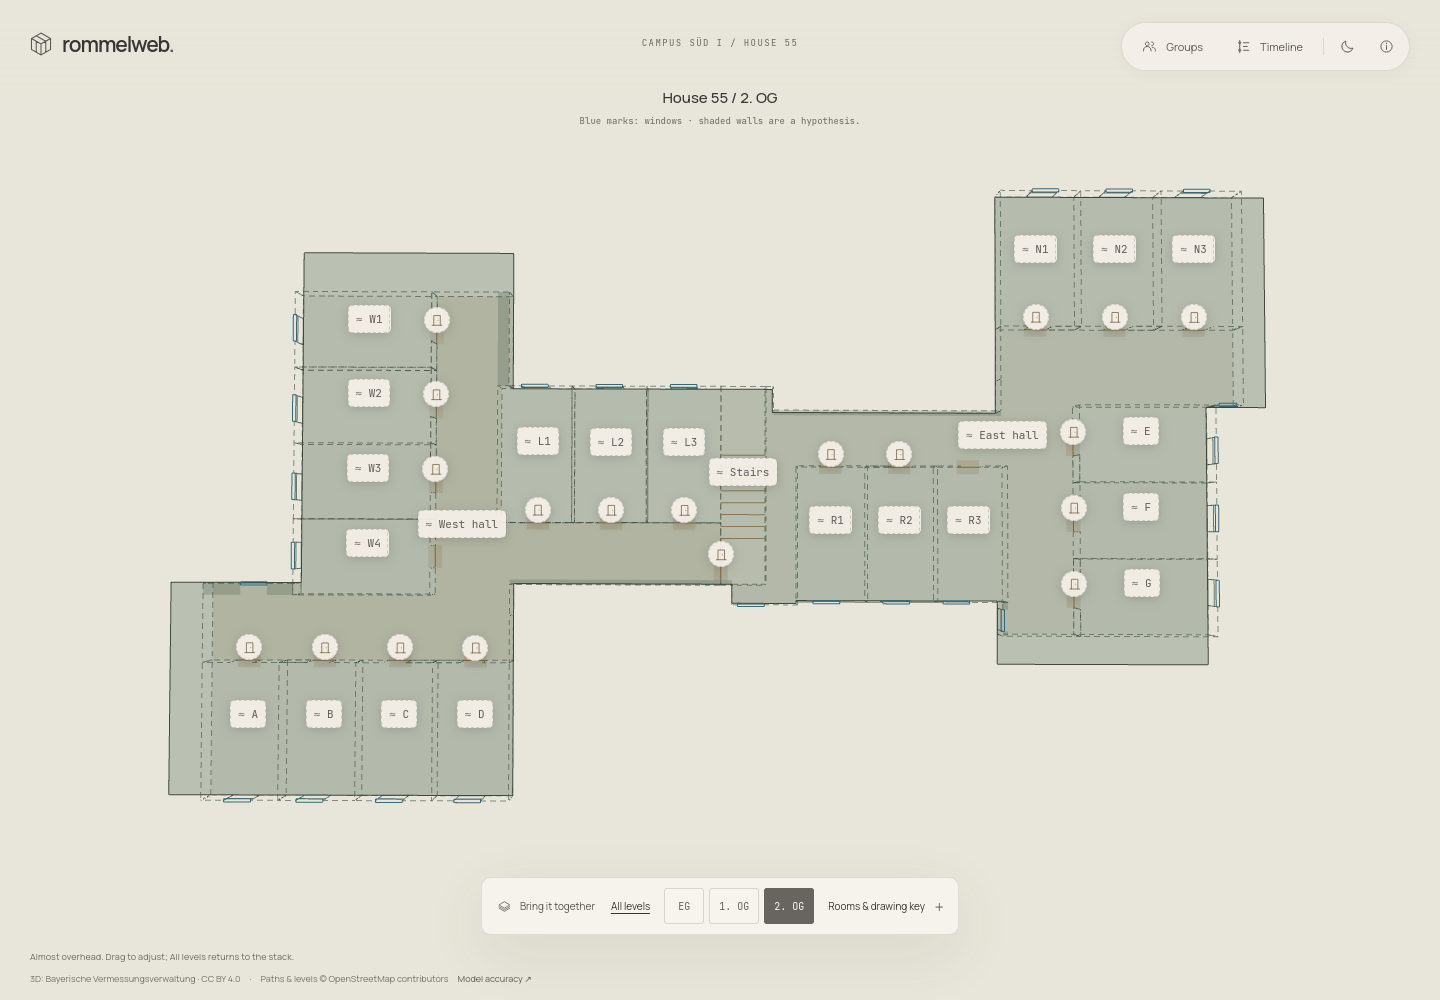 rommelweb.
CAMPUS SÜD I / HOUSE 55
Groups
Timeline
House 55 / 2. OG
Blue marks: windows · shaded walls are a hypothesis.
≈ N1
≈ N2
≈ N3
≈ W1
≈ W2
≈ W3
≈ W4
≈ West hall
≈ L1
≈ L2
≈ L3
≈ Stairs
≈ East hall
≈ E
≈ F
≈ G
≈ R1
≈ R2
≈ R3
≈ A
≈ B
≈ C
≈ D
Bring it together
All levels
EG
1. OG
2. OG
Rooms & drawing key +
Almost overhead. Drag to adjust; All levels returns to the stack.
3D: Bayerische Vermessungsverwaltung · CC BY 4.0 · Paths & levels © OpenStreetMap contributors Model accuracy ↗